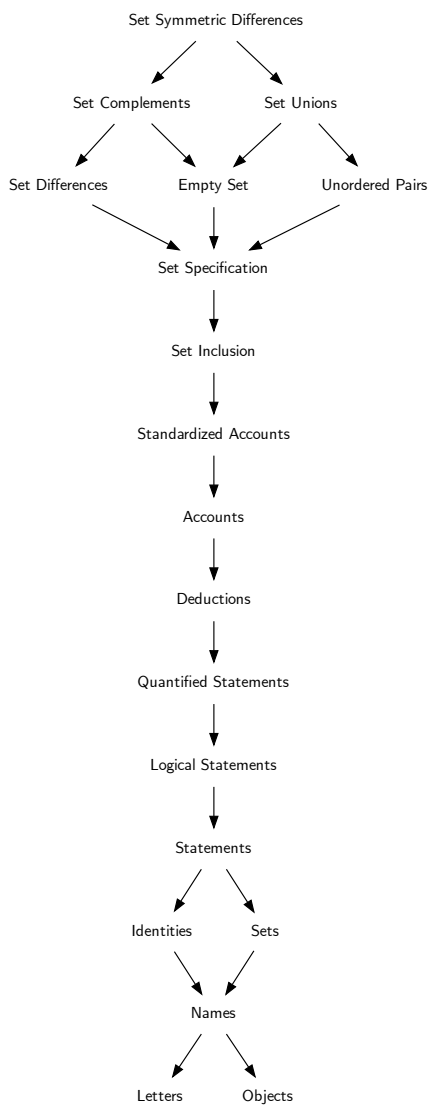 Set Symmetric Differences
Set Complements
Set Unions
Set Differences
Empty Set
Unordered Pairs
Set Specification
Set Inclusion
Standardized Accounts
Accounts
Deductions
Quantified Statements
Logical Statements
Statements
Identities
Sets
Names
Letters
Objects